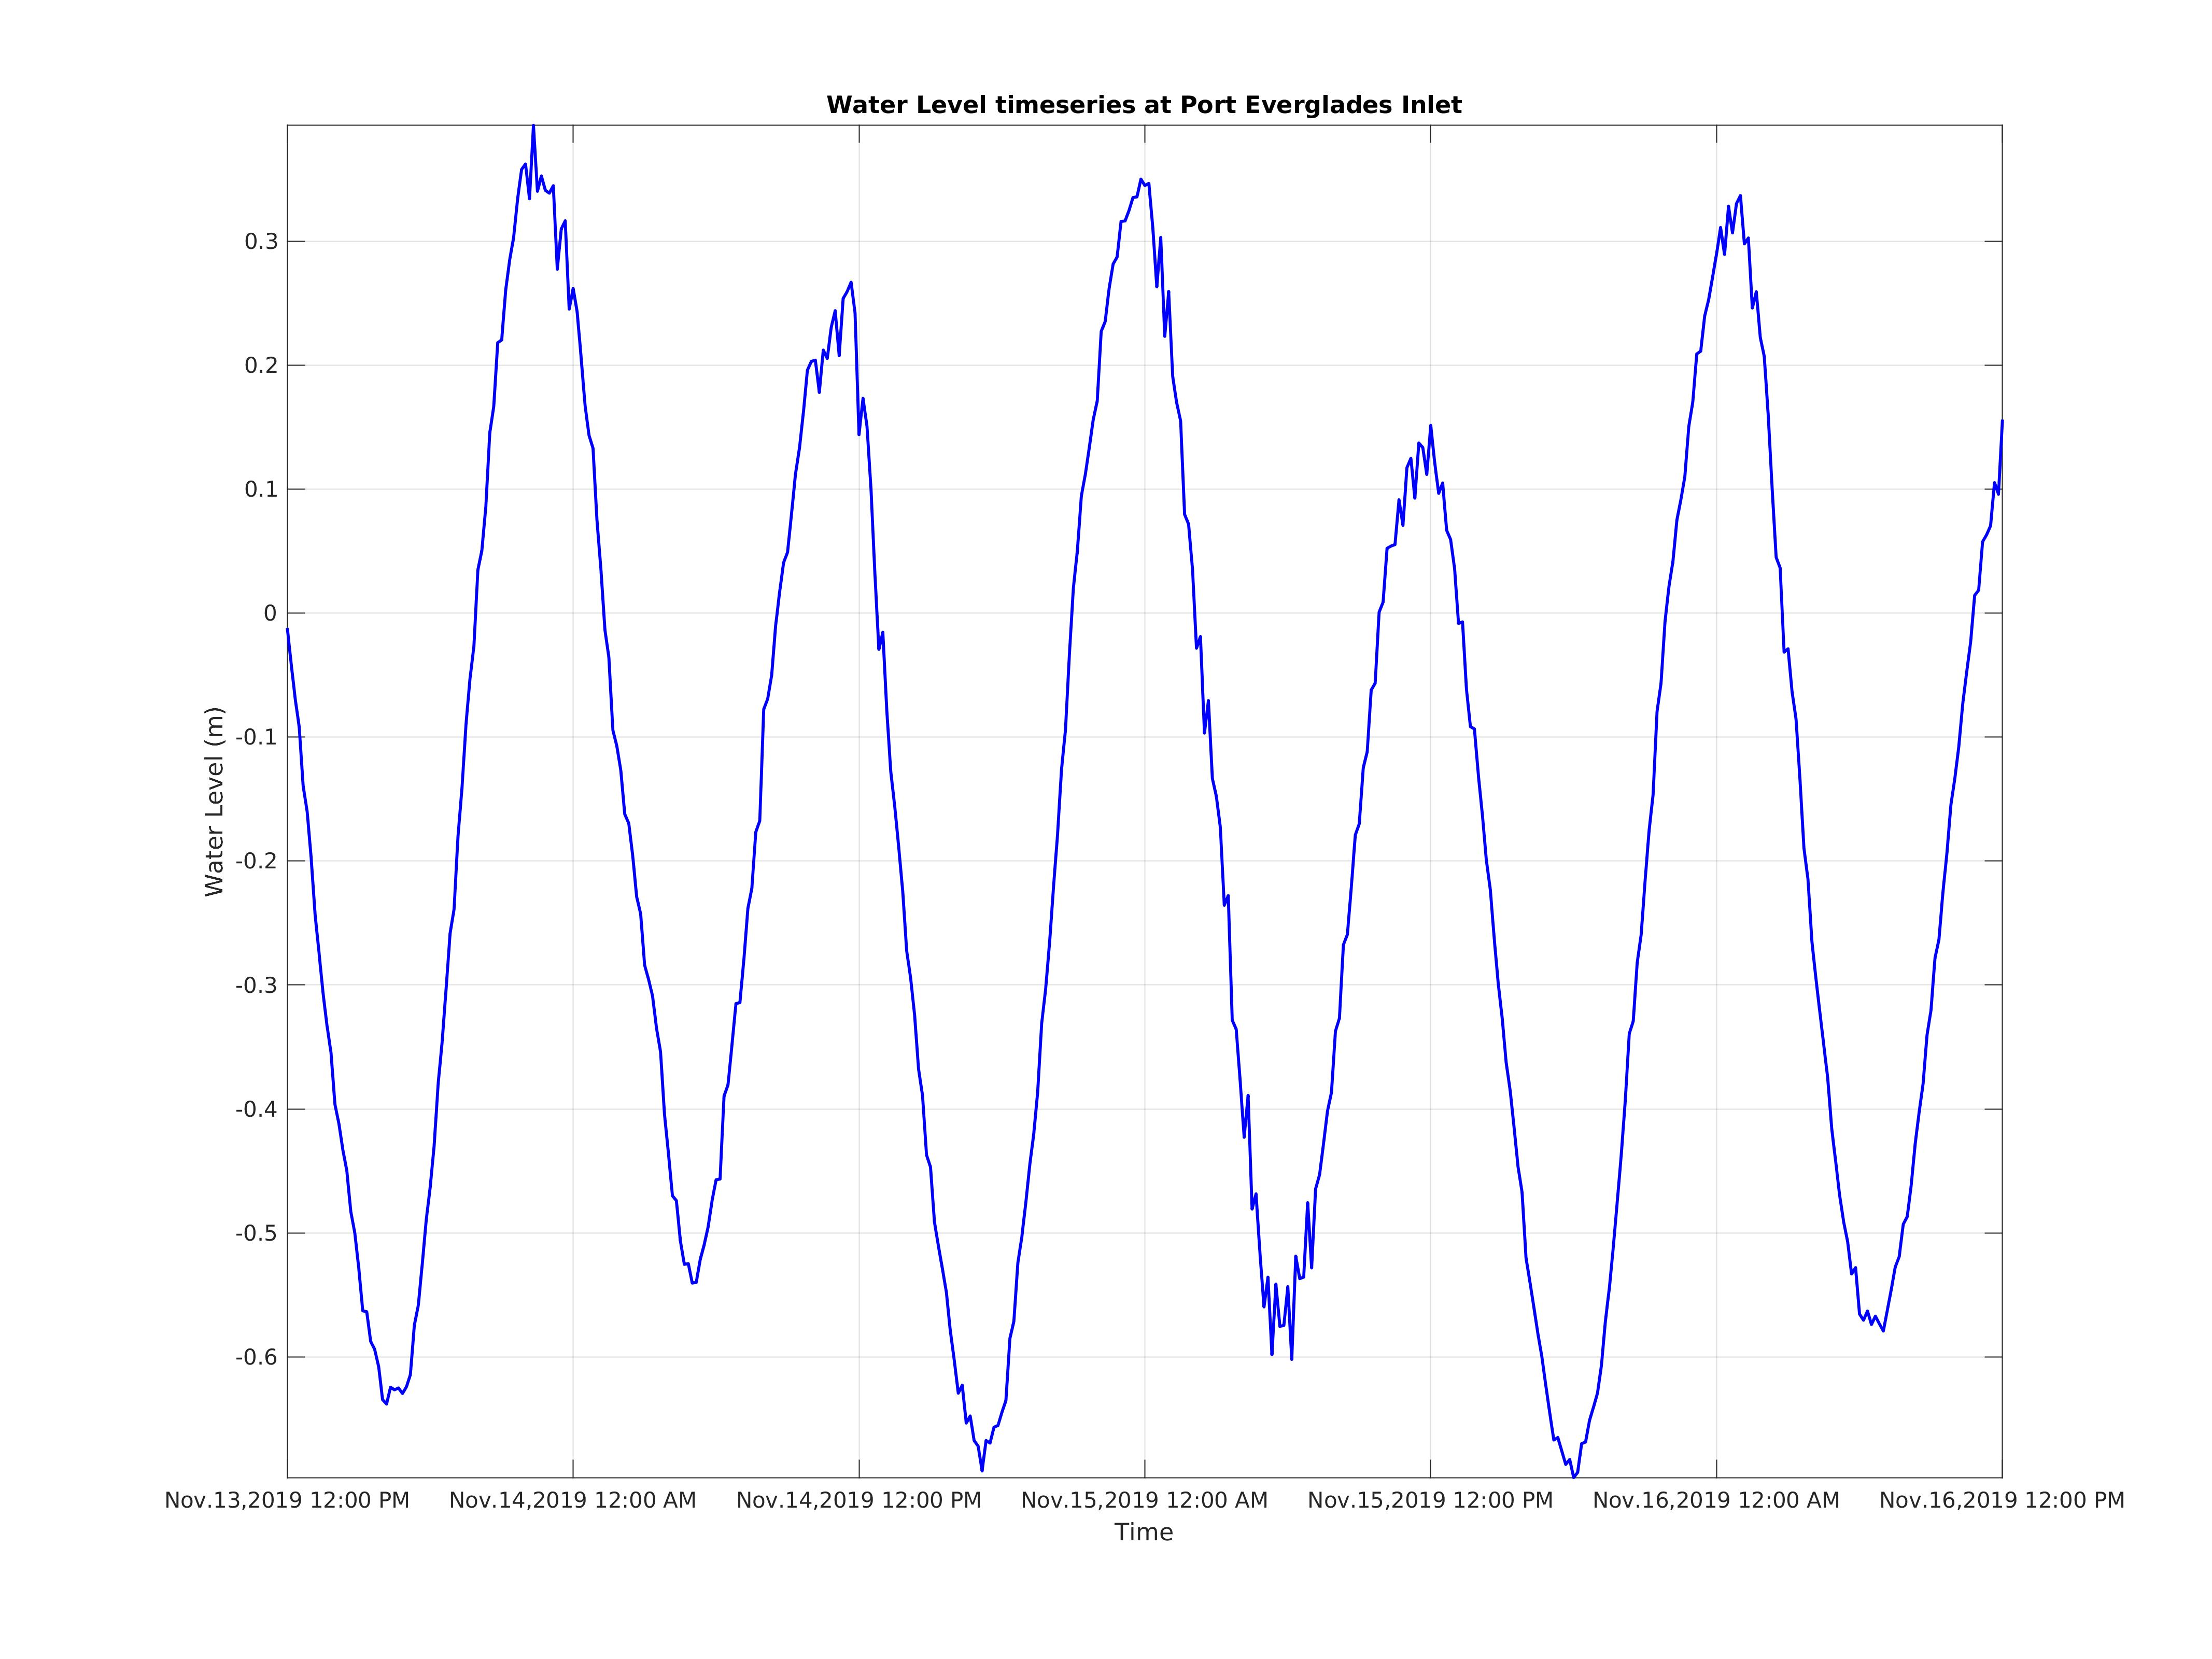 Water Level timeseries at Port Everglades Inlet
0.3
0.2
0.1
0
-0.1
-0.2
-0.3
-0.4
-0.5
-0.6
Water Level (m)
Nov.13,2019 12:00 PM
Nov.14,2019 12:00 AM
Nov.14,2019 12:00 PM
Nov.15,2019 12:00 AM
Nov.15,2019 12:00 PM
Nov.16,2019 12:00 AM
Nov.16,2019 12:00 PM
Time